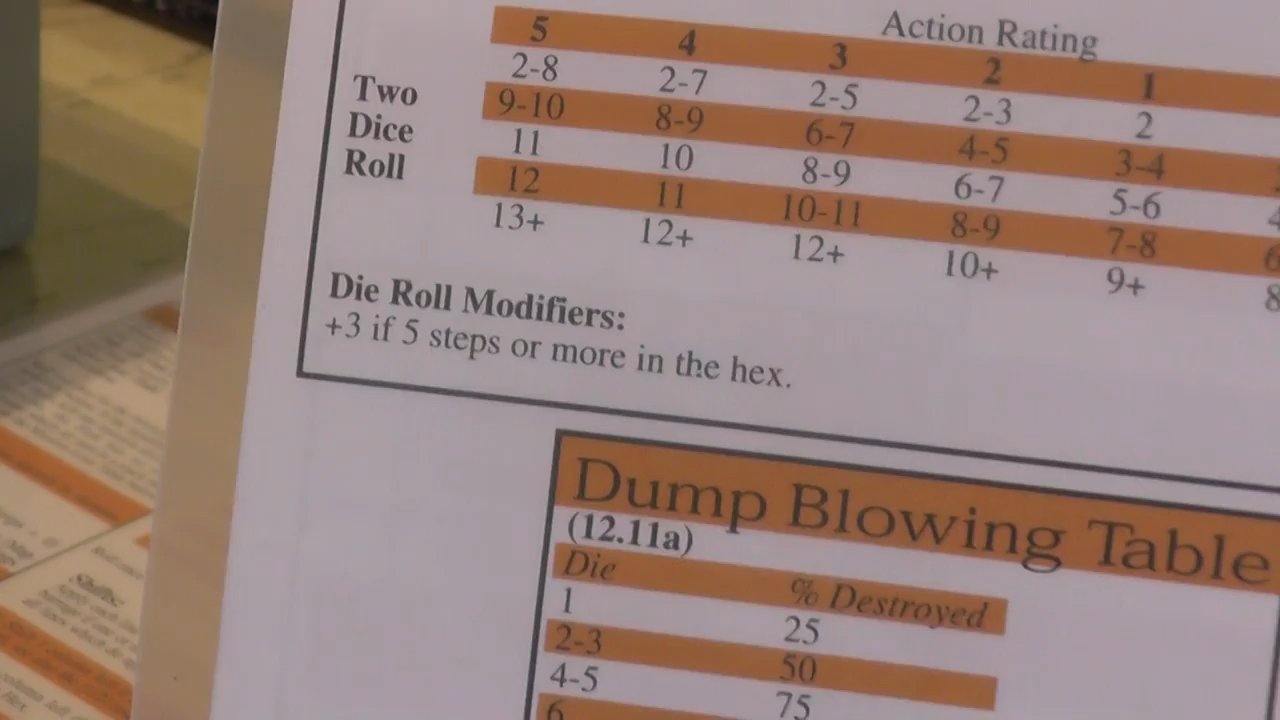 Action Rating
5 4 3 2 1
2-8 2-7 2-5 2-3 2
Two 9-10 8-9 6-7 4-5 3-4
Dice 11 10 8-9 6-7 5-6
Roll 12 11 10-11 8-9 7-8
13+ 12+ 12+ 10+ 9+
Die Roll Modifiers:
+3 if 5 steps or more in the hex.
Dump Blowing Table
(12.11a)
Die % Destroyed
1 25
2-3 50
4-5 75
6